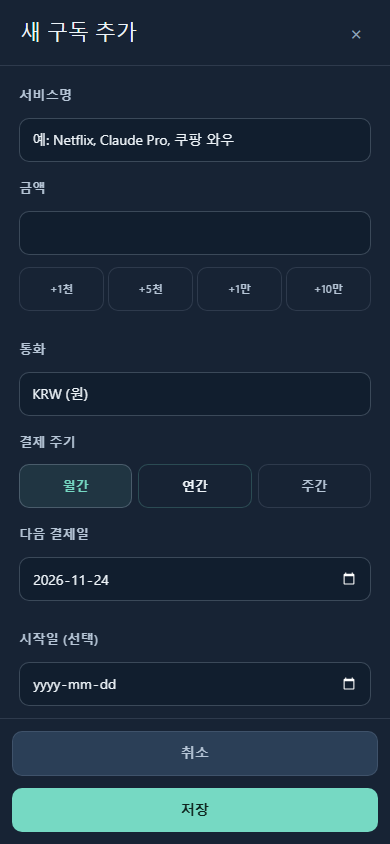 새 구독 추가
×
서비스명
예: Netflix, Claude Pro, 쿠팡 와우
금액
+1천 +5천 +1만 +10만
통화
KRW (원)
결제 주기
월간 연간 주간
다음 결제일
2026-11-24
시작일 (선택)
yyyy-mm-dd
취소
저장